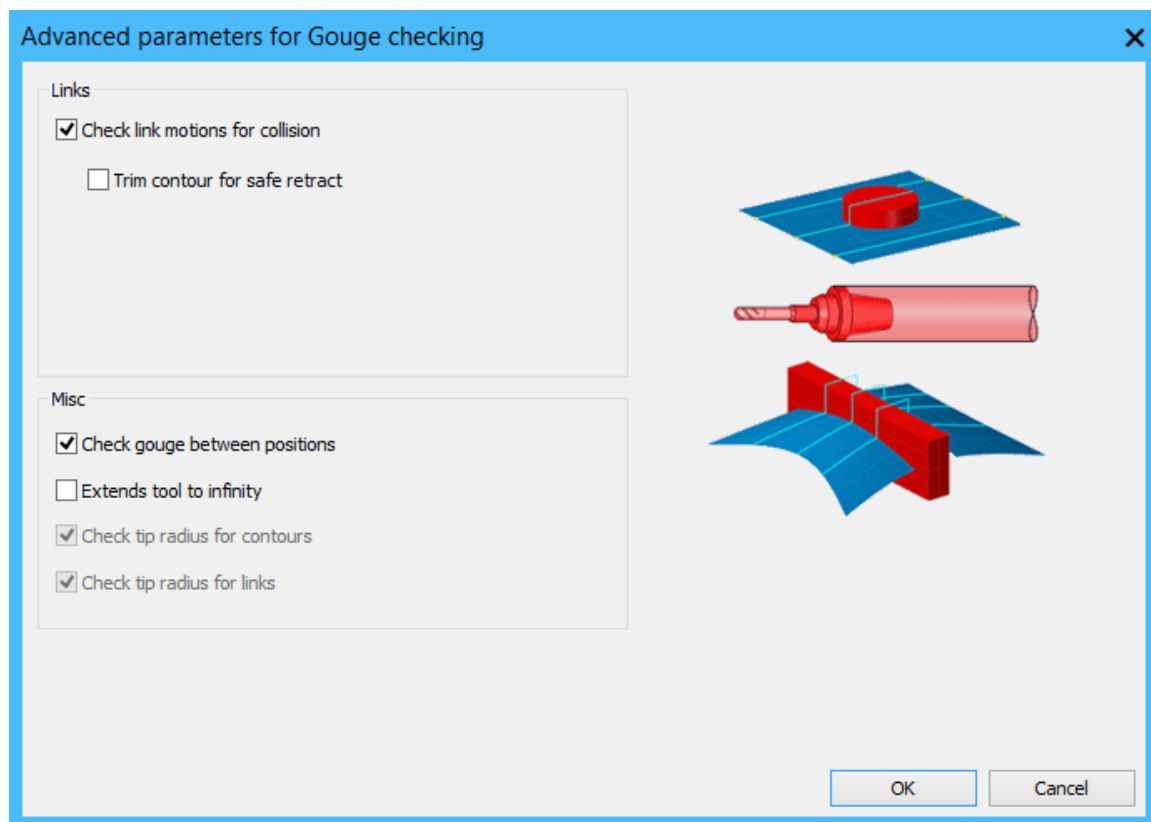 Advanced parameters for Gouge checking
Links
Check link motions for collision
Trim contour for safe retract
Misc
Check gouge between positions
Extends tool to infinity
Check tip radius for contours
Check tip radius for links
OK
Cancel